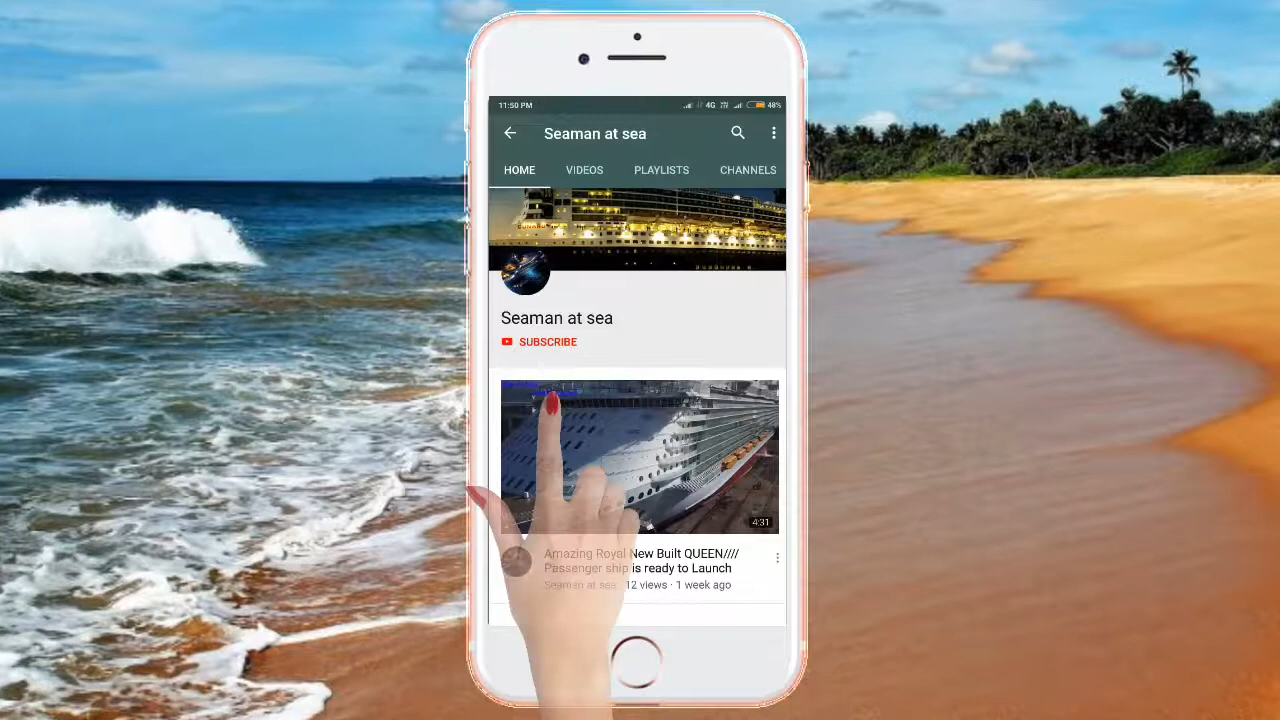 11:50 PM
4G
48%
Seaman at sea
HOME VIDEOS PLAYLISTS CHANNELS
Seaman at sea
SUBSCRIBE
4:31
Amazing Royal New Built QUEEN////
Passenger ship is ready to Launch
Seaman at sea 12 views · 1 week ago